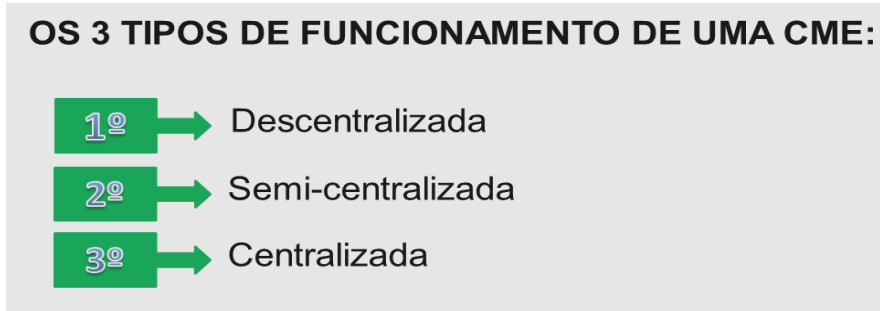 OS 3 TIPOS DE FUNCIONAMENTO DE UMA CME:
1º Descentralizada
2º Semi-centralizada
3º Centralizada